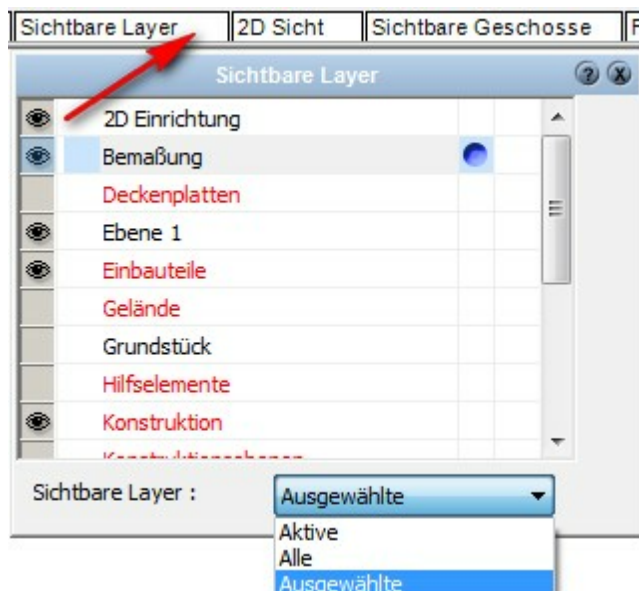 Sichtbare Layer 2D Sicht Sichtbare Geschosse
Sichtbare Layer
2D Einrichtung
Bemaßung
Deckenplatten
Ebene 1
Einbauteile
Gelände
Grundstück
Hilfselemente
Konstruktion
Sichtbare Layer : Ausgewählte
Aktive
Alle
Ausgewählte